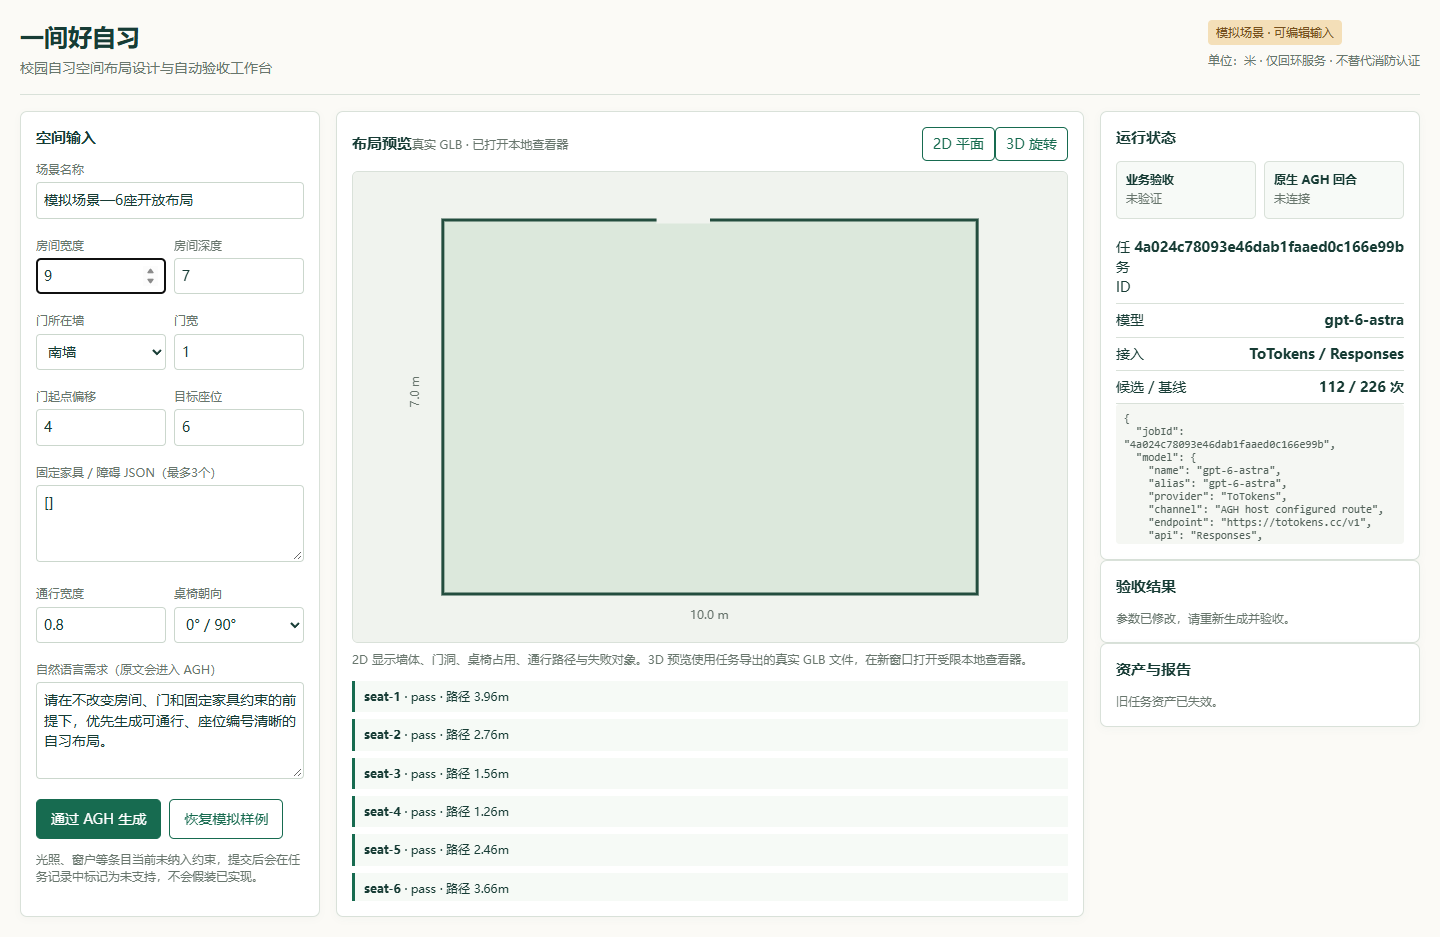 一间好自习
校园自习空间布局设计与自动验收工作台
模拟场景 · 可编辑输入
单位：米 · 仅回环服务 · 不替代消防认证
空间输入
场景名称
模拟场景—6座开放布局
房间宽度
房间深度
9
7
门所在墙
门宽
南墙
1
门起点偏移
目标座位
4
6
固定家具 / 障碍 JSON（最多3个）
[]
通行宽度
桌椅朝向
0.8
0° / 90°
自然语言需求（原文会进入 AGH）
请在不改变房间、门和固定家具约束的前
提下，优先生成可通行、座位编号清晰的
自习布局。
通过 AGH 生成
恢复模拟样例
光照、窗户等条目当前未纳入约束，提交后会在任
务记录中标记为未支持，不会假装已实现。
布局预览真实 GLB · 已打开本地查看器
2D 平面
3D 旋转
7.0 m
10.0 m
2D 显示墙体、门洞、桌椅占用、通行路径与失败对象。3D 预览使用任务导出的真实 GLB 文件，在新窗口打开受限本地查看器。
seat-1 · pass · 路径 3.96m
seat-2 · pass · 路径 2.76m
seat-3 · pass · 路径 1.56m
seat-4 · pass · 路径 1.26m
seat-5 · pass · 路径 2.46m
seat-6 · pass · 路径 3.66m
运行状态
业务验收
未验证
原生 AGH 回合
未连接
任 4a024c78093e46dab1faaed0c166e99b
务
ID
模型 gpt-6-astra
接入 ToTokens / Responses
候选 / 基线 112 / 226 次
{
"jobId":
"4a024c78093e46dab1faaed0c166e99b",
"model": {
"name": "gpt-6-astra",
"alias": "gpt-6-astra",
"provider": "ToTokens",
"channel": "AGH host configured route",
"endpoint": "https://totokens.cc/v1",
"api": "Responses",
验收结果
参数已修改，请重新生成并验收。
资产与报告
旧任务资产已失效。